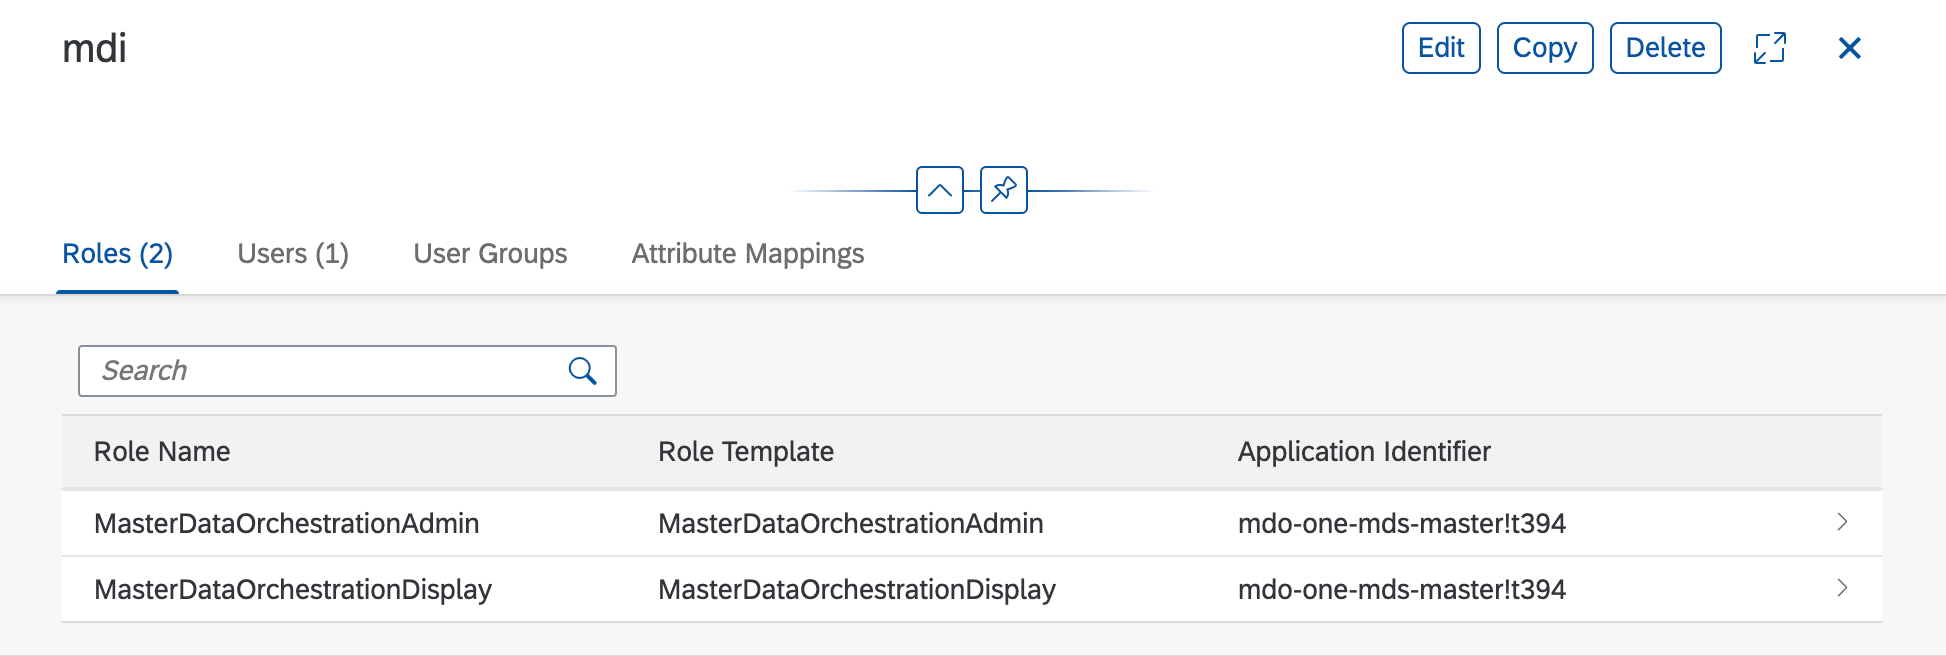 mdi
Edit Copy Delete
Roles (2) Users (1) User Groups Attribute Mappings
Search
Role Name Role Template Application Identifier
MasterDataOrchestrationAdmin MasterDataOrchestrationAdmin mdo-one-mds-master!t394
MasterDataOrchestrationDisplay MasterDataOrchestrationDisplay mdo-one-mds-master!t394